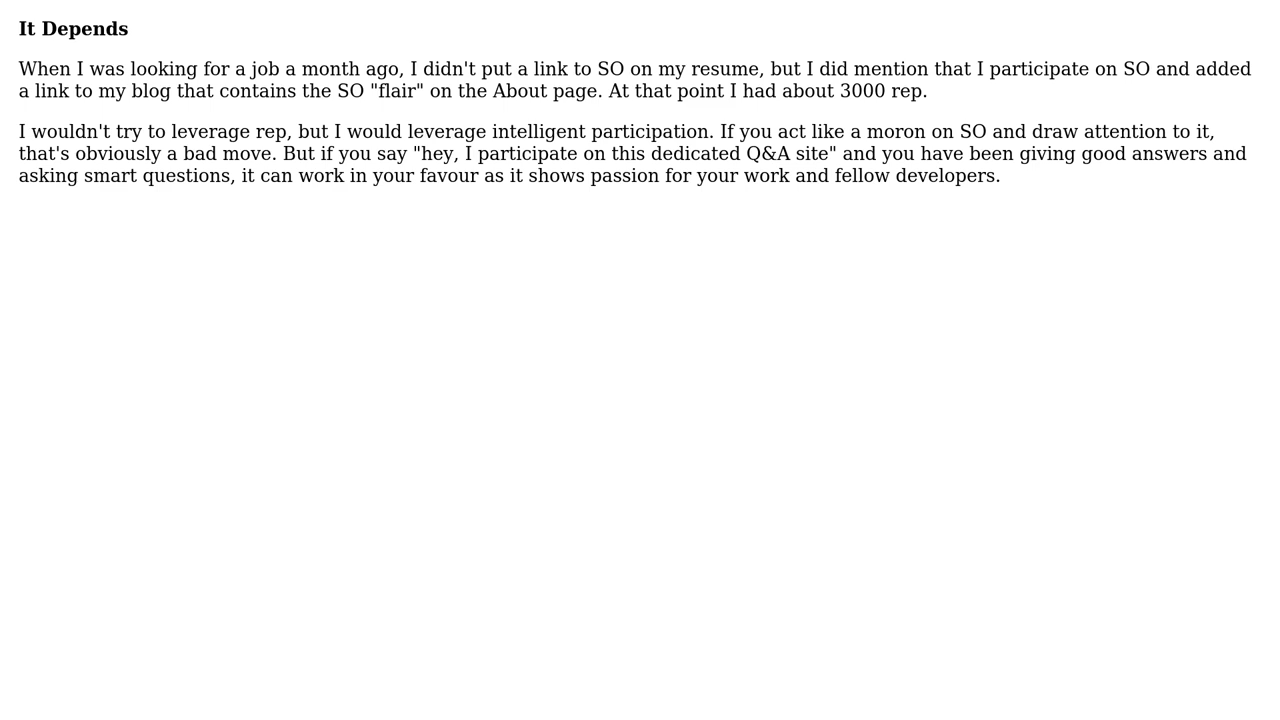 It Depends
When I was looking for a job a month ago, I didn't put a link to SO on my resume, but I did mention that I participate on SO and added
a link to my blog that contains the SO "flair" on the About page. At that point I had about 3000 rep.
I wouldn't try to leverage rep, but I would leverage intelligent participation. If you act like a moron on SO and draw attention to it,
that's obviously a bad move. But if you say "hey, I participate on this dedicated Q&A site" and you have been giving good answers and
asking smart questions, it can work in your favour as it shows passion for your work and fellow developers.